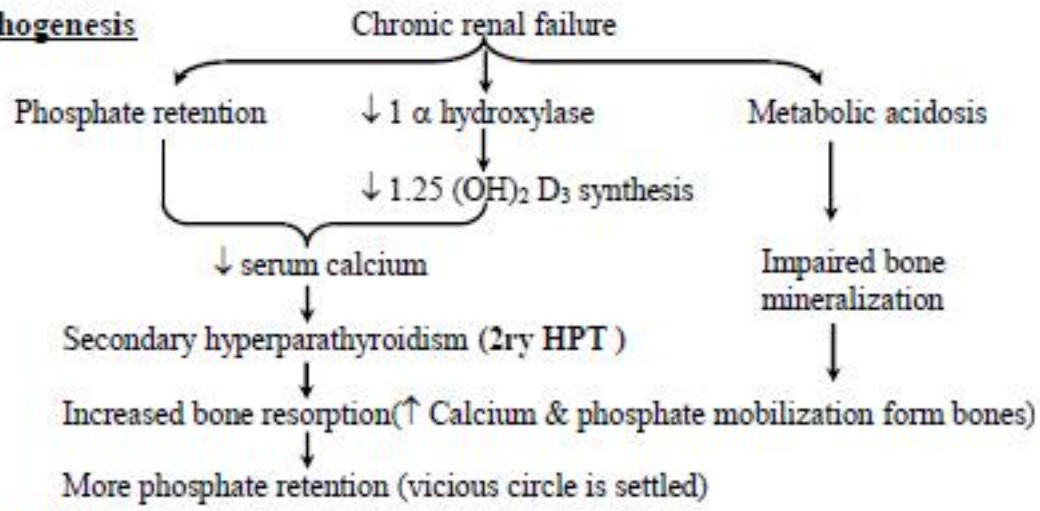 hogenesis
Chronic renal failure
Phosphate retention
↓ 1 α hydroxylase
Metabolic acidosis
↓ 1.25 (OH)₂ D₃ synthesis
↓ serum calcium
Impaired bone
mineralization
Secondary hyperparathyroidism (2ry HPT )
Increased bone resorption(↑ Calcium & phosphate mobilization form bones)
More phosphate retention (vicious circle is settled)